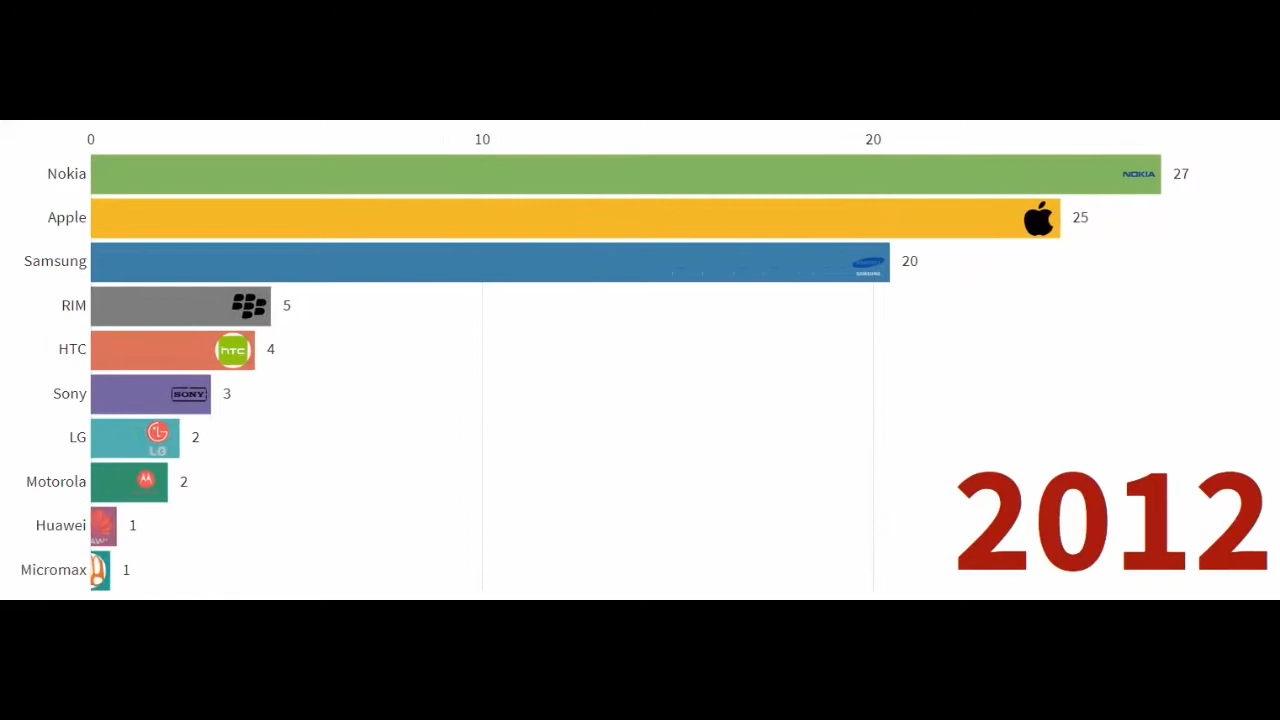 0 10 20
Nokia NOKIA 27
Apple 25
Samsung SAMSUNG 20
RIM 5
HTC hTC 4
Sony SONY 3
LG LG 2
Motorola 2
Huawei 1
Micromax 1
2012